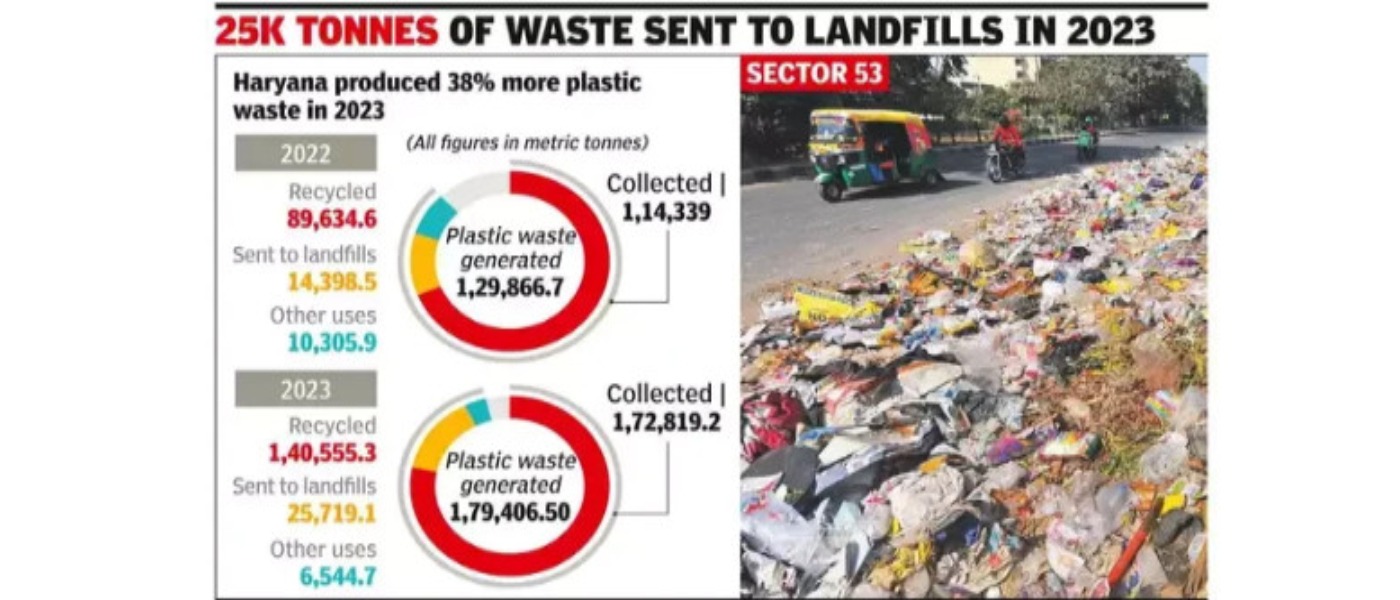 25K TONNES OF WASTE SENT TO LANDFILLS IN 2023
Haryana produced 38% more plastic
waste in 2023
(All figures in metric tonnes)
2022
Recycled
89,634.6
Sent to landfills
14,398.5
Other uses
10,305.9
Plastic waste
generated
1,29,866.7
Collected |
1,14,339
2023
Recycled
1,40,555.3
Sent to landfills
25,719.1
Other uses
6,544.7
Plastic waste
generated
1,79,406.50
Collected |
1,72,819.2
SECTOR 53